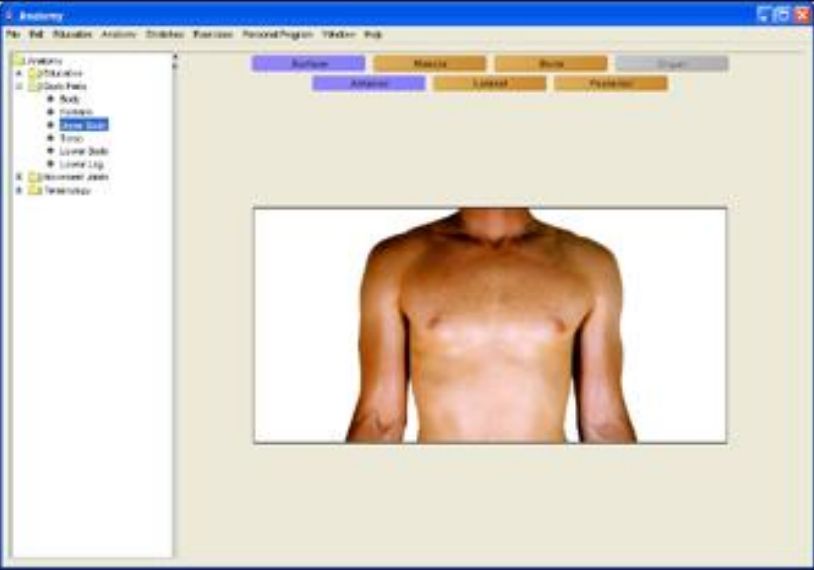 Anatomy
File Edit Education Anatomy Stretches Exercises Personal Program Window Help
Surface Muscle Bone Organ
Anterior Lateral Posterior
Anatomy
Education
Body Parts
Body
Upper Body
Torso
Lower Body
Lower Leg
Movement Joints
Terminology